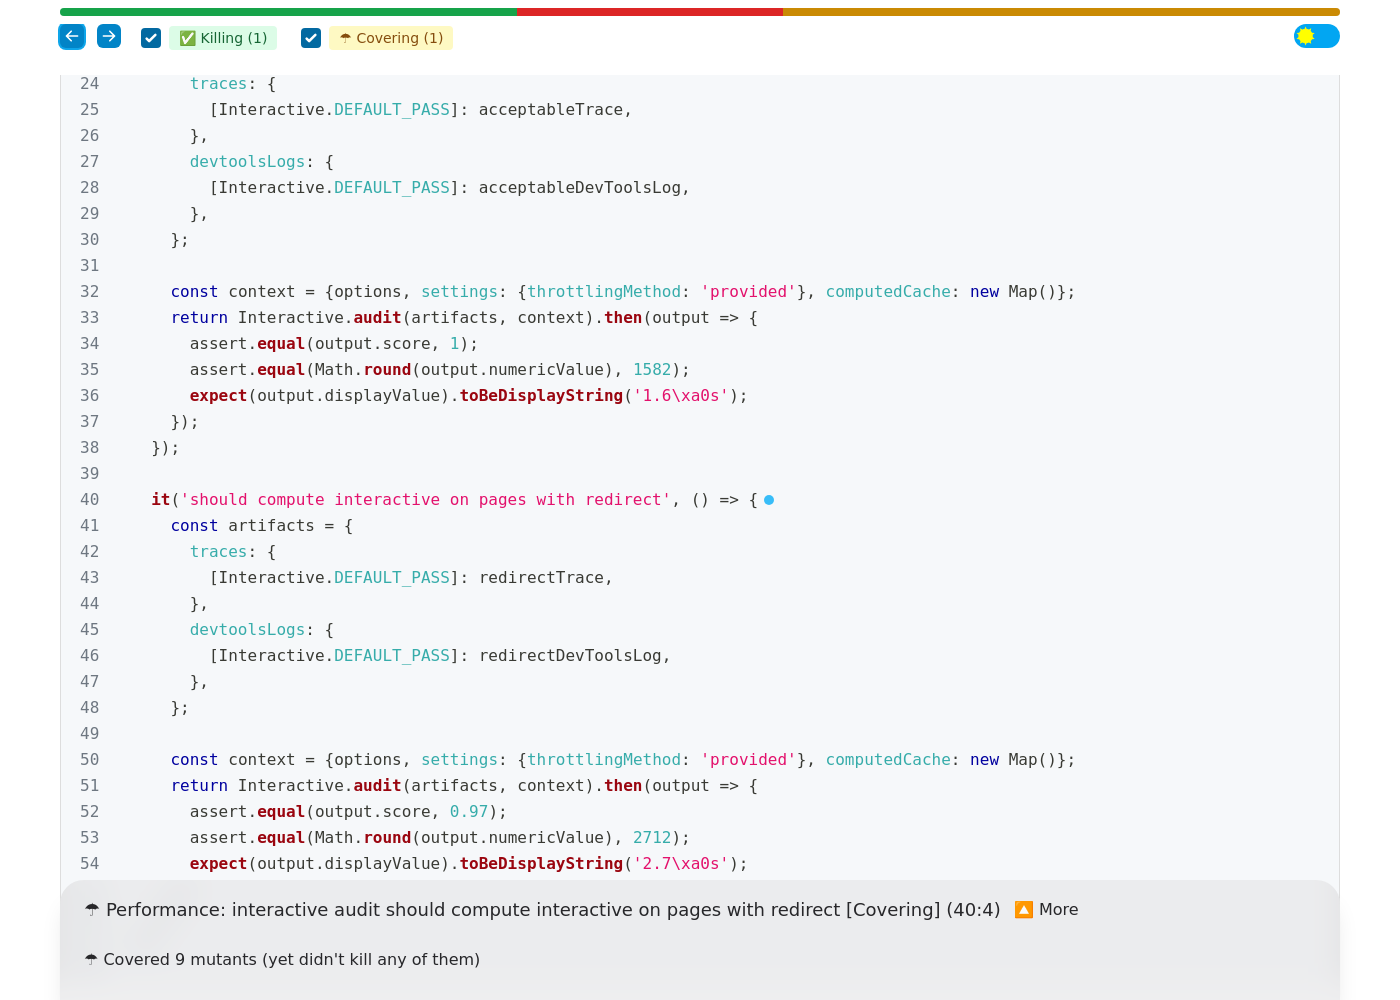 ✅ Killing (1) ☂ Covering (1)
24 traces: {
25 [Interactive.DEFAULT_PASS]: acceptableTrace,
26 },
27 devtoolsLogs: {
28 [Interactive.DEFAULT_PASS]: acceptableDevToolsLog,
29 },
30 };
31
32 const context = {options, settings: {throttlingMethod: 'provided'}, computedCache: new Map()};
33 return Interactive.audit(artifacts, context).then(output => {
34 assert.equal(output.score, 1);
35 assert.equal(Math.round(output.numericValue), 1582);
36 expect(output.displayValue).toBeDisplayString('1.6\xa0s');
37 });
38 });
39
40 it('should compute interactive on pages with redirect', () => {
41 const artifacts = {
42 traces: {
43 [Interactive.DEFAULT_PASS]: redirectTrace,
44 },
45 devtoolsLogs: {
46 [Interactive.DEFAULT_PASS]: redirectDevToolsLog,
47 },
48 };
49
50 const context = {options, settings: {throttlingMethod: 'provided'}, computedCache: new Map()};
51 return Interactive.audit(artifacts, context).then(output => {
52 assert.equal(output.score, 0.97);
53 assert.equal(Math.round(output.numericValue), 2712);
54 expect(output.displayValue).toBeDisplayString('2.7\xa0s');
☂ Performance: interactive audit should compute interactive on pages with redirect [Covering] (40:4) 🔼 More
☂ Covered 9 mutants (yet didn't kill any of them)